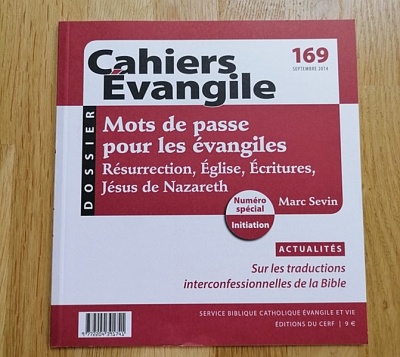 Cahiers
Évangile
169
SEPTEMBRE 2014
DOSSIER
Mots de passe
pour les évangiles
Résurrection, Église, Écritures,
Jésus de Nazareth
Numéro
spécial
Initiation
Marc Sevin
ACTUALITÉS
Sur les traductions
interconfessionnelles de la Bible
SERVICE BIBLIQUE CATHOLIQUE ÉVANGILE ET VIE
ÉDITIONS DU CERF | 9 €